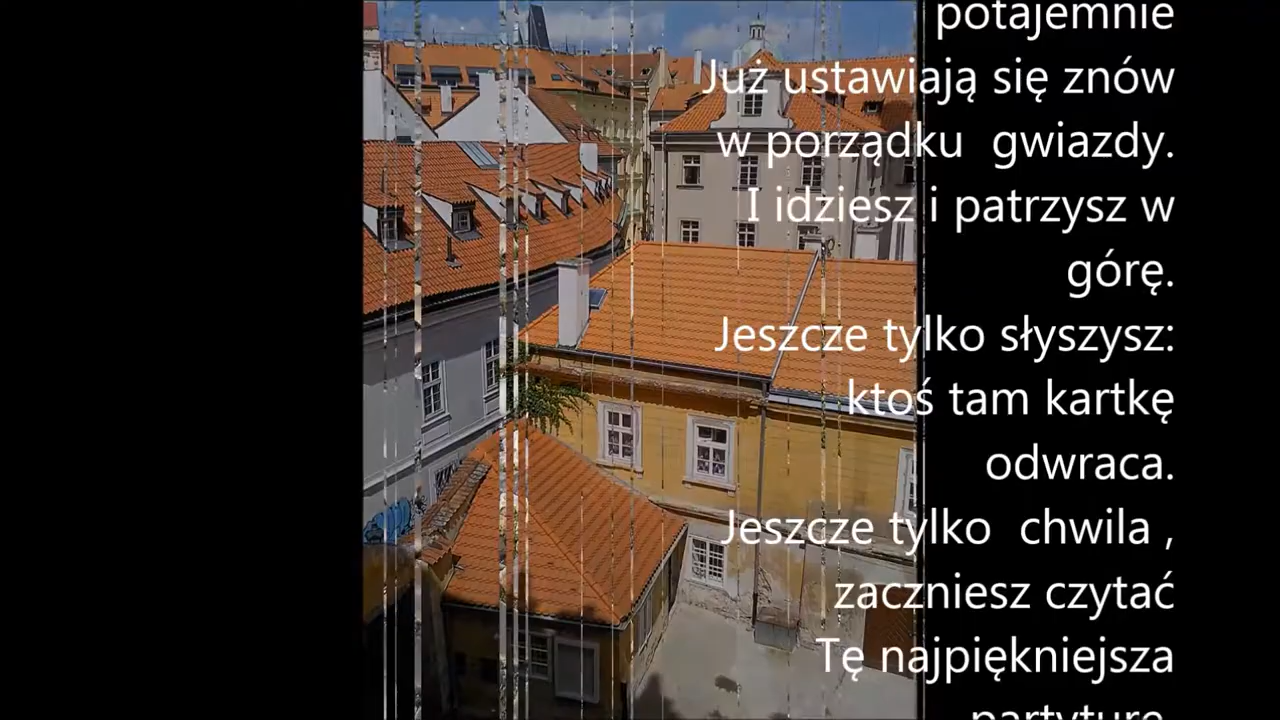 potajemnie
Już ustawiają się znów
w porządku  gwiazdy.
I idziesz i patrzysz w
górę.
Jeszcze tylko słyszysz:
ktoś tam kartkę
odwraca.
Jeszcze tylko  chwila ,
zaczniesz czytać
Tę najpiękniejsza
partyturę.